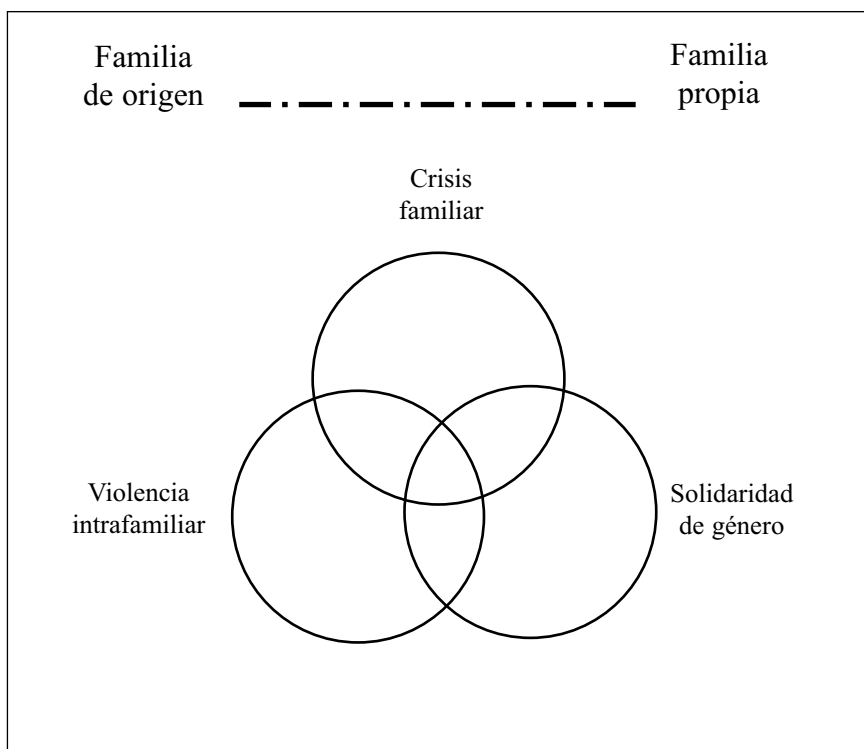 Familia
de origen
Familia
propia
Crisis
familiar
Violencia
intrafamiliar
Solidaridad
de género